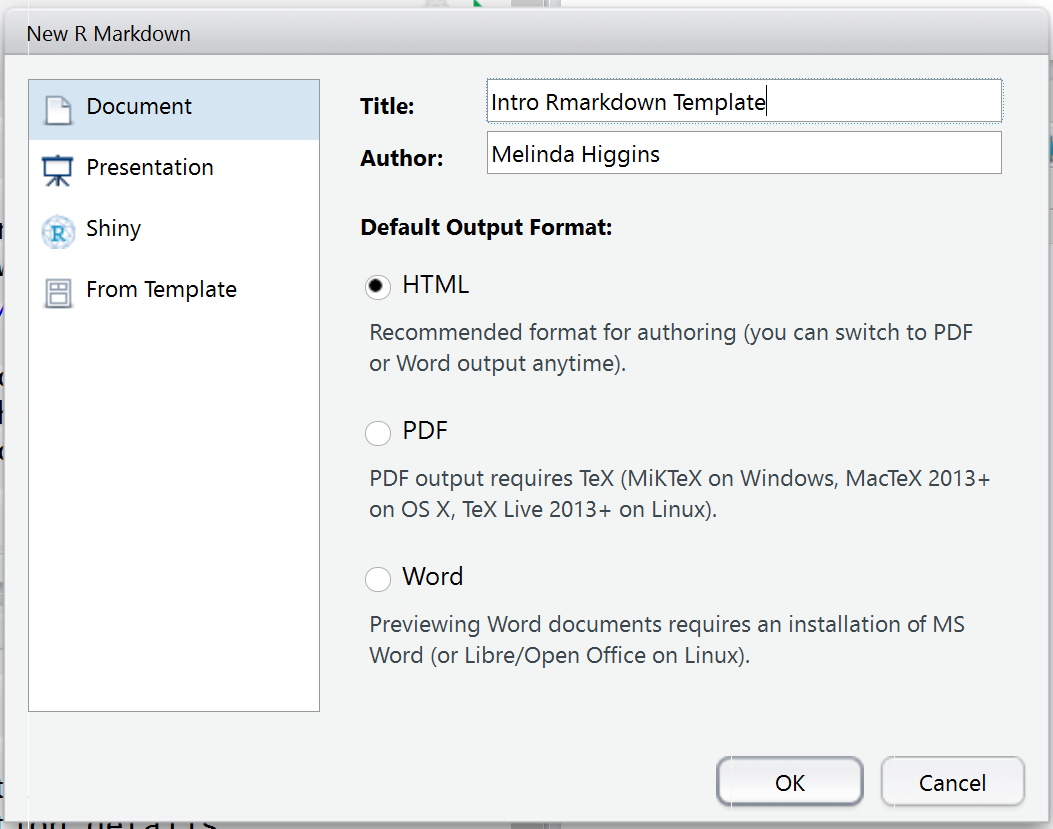 New R Markdown
Document
Presentation
Shiny
From Template
Title: Intro Rmarkdown Template
Author: Melinda Higgins
Default Output Format:
HTML
Recommended format for authoring (you can switch to PDF
or Word output anytime).
PDF
PDF output requires TeX (MiKTeX on Windows, MacTeX 2013+
on OS X, TeX Live 2013+ on Linux).
Word
Previewing Word documents requires an installation of MS
Word (or Libre/Open Office on Linux).
OK Cancel